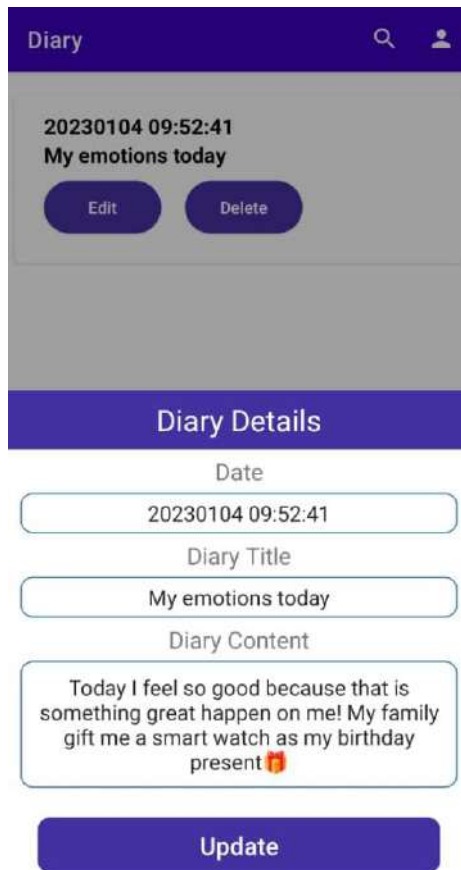 Diary
20230104 09:52:41
My emotions today
Edit Delete
Diary Details
Date
20230104 09:52:41
Diary Title
My emotions today
Diary Content
Today I feel so good because that is
something great happen on me! My family
gift me a smart watch as my birthday
present🎁
Update